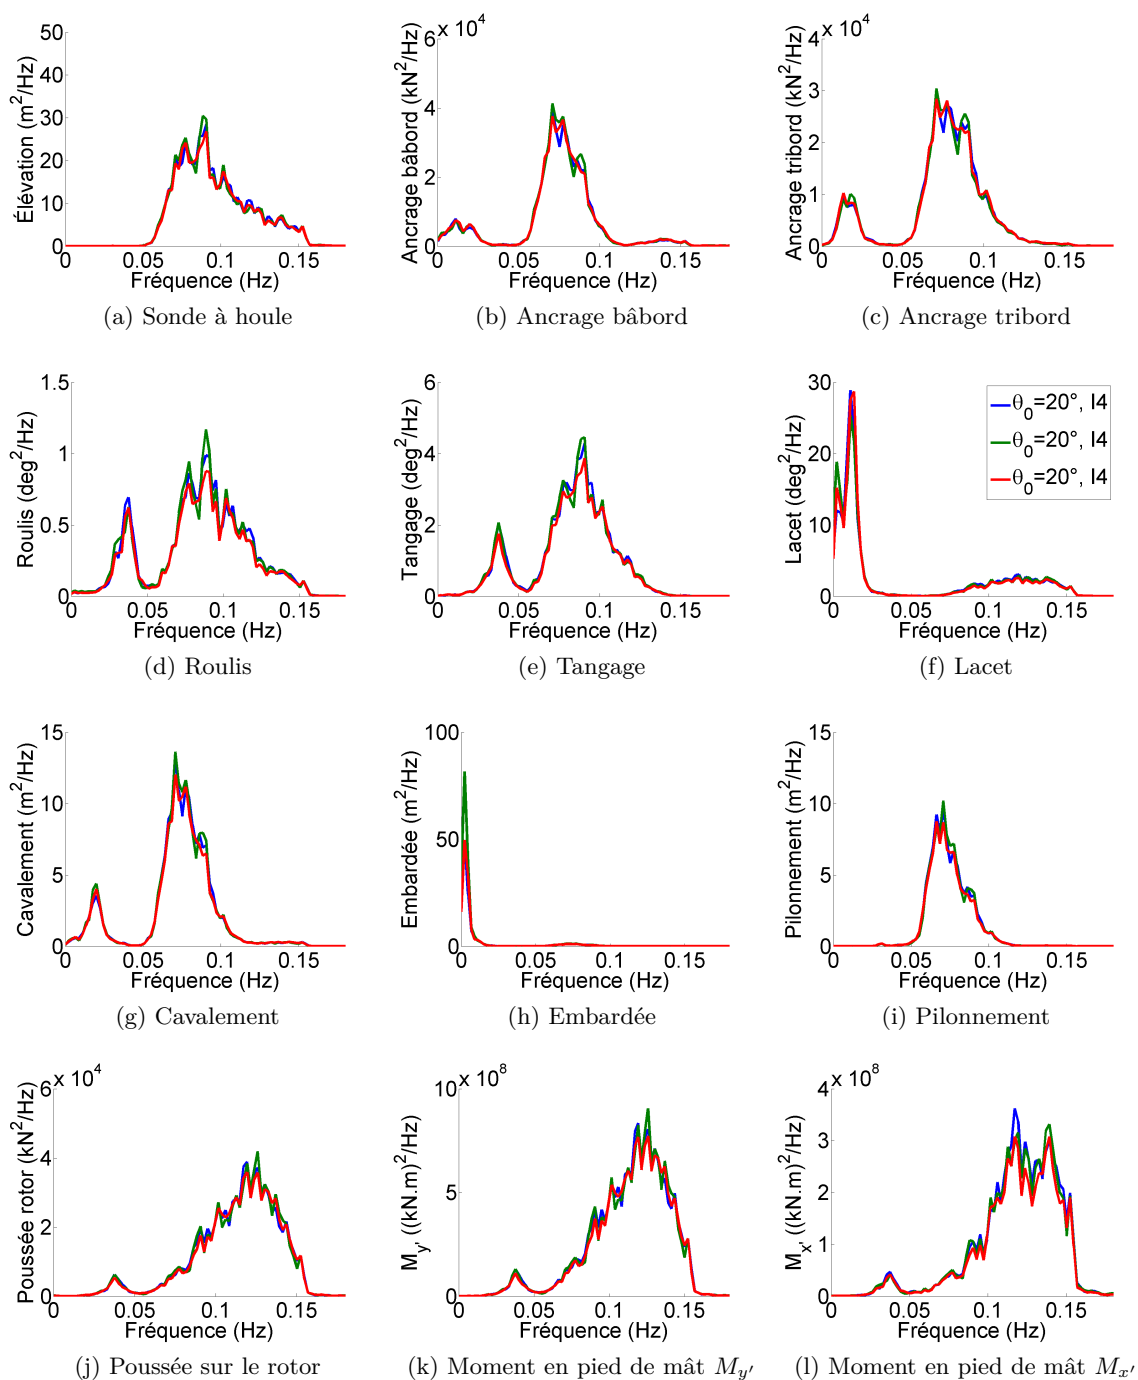 Élévation (m²/Hz)
50
40
30
20
10
0
0
0.05
0.1
0.15
Fréquence (Hz)
(a) Sonde à houle
Ancrage bâbord (kN²/Hz)
x 10⁴
6
4
2
0
0
0.05
0.1
0.15
Fréquence (Hz)
(b) Ancrage bâbord
Ancrage tribord (kN²/Hz)
x 10⁴
4
3
2
1
0
0
0.05
0.1
0.15
Fréquence (Hz)
(c) Ancrage tribord
Roulis (deg²/Hz)
1.5
1
0.5
0
0
0.05
0.1
0.15
Fréquence (Hz)
(d) Roulis
Tangage (deg²/Hz)
6
4
2
0
0
0.05
0.1
0.15
Fréquence (Hz)
(e) Tangage
Lacet (deg²/Hz)
30
20
10
0
0
0.05
0.1
0.15
θ₀=20°, I4
θ₀=20°, I4
θ₀=20°, I4
Fréquence (Hz)
(f) Lacet
Cavalement (m²/Hz)
15
10
5
0
0
0.05
0.1
0.15
Fréquence (Hz)
(g) Cavalement
Embardée (m²/Hz)
100
50
0
0
0.05
0.1
0.15
Fréquence (Hz)
(h) Embardée
Pilonnement (m²/Hz)
15
10
5
0
0
0.05
0.1
0.15
Fréquence (Hz)
(i) Pilonnement
Poussée rotor (kN²/Hz)
x 10⁴
6
4
2
0
0
0.05
0.1
0.15
Fréquence (Hz)
(j) Poussée sur le rotor
M_y' ((kN.m)²/Hz)
x 10⁸
10
5
0
0
0.05
0.1
0.15
Fréquence (Hz)
(k) Moment en pied de mât M_y′
M_x' ((kN.m)²/Hz)
x 10⁸
4
3
2
1
0
0
0.05
0.1
0.15
Fréquence (Hz)
(l) Moment en pied de mât M_x′